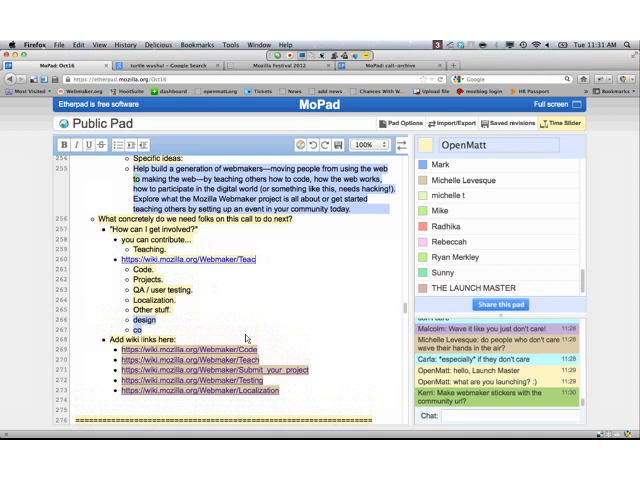 Firefox File Edit View History Delicious Bookmarks Tools Window Help
3 Tue 11:31 AM
MoPad: Oct16
turtle wushu! – Google Search
Mozilla Festival 2012
MoPad: call-archive
https://etherpad.mozilla.org/Oct16
Google
Most Visited Webmaker.org HootSuite dashboard openmatt.org Tickets News add news Chances With W... Upload file mozblog login HR Passport Bookmarks
Etherpad is free software
MoPad
Full screen
Public Pad
Pad Options Import/Export Saved revisions Time Slider
B I U S
100%
OpenMatt
254 Specific ideas:
255 Help build a generation of webmakers—moving people from using the web
to making the web—by teaching others how to code, how the web works,
how to participate in the digital world (or something like this, needs hacking!).
Explore what the Mozilla Webmaker project is all about or get started
teaching others by setting up an event in your community today.
256 What concretely do we need folks on this call to do next?
257 "How can I get involved?"
258 you can contribute...
259 Teaching.
260 https://wiki.mozilla.org/Webmaker/Teac
261 Code.
262 Projects.
263 QA / user testing.
264 Localization.
265 Other stuff.
266 design
267 co
268 Add wiki links here:
269 https://wiki.mozilla.org/Webmaker/Code
270 https://wiki.mozilla.org/Webmaker/Teach
271 https://wiki.mozilla.org/Webmaker/Submit_your_project
272 https://wiki.mozilla.org/Webmaker/Testing
273 https://wiki.mozilla.org/Webmaker/Localization
274
275
276
Mark
Michelle Levesque
michelle t
Mike
Radhika
Rebeccah
Ryan Merkley
Sunny
THE LAUNCH MASTER
Share this pad
don't care!
Malcolm: Wave it like you just don't care! 11:28
Michelle Levesque: do people who don't care 11:28
wave their hands in the air?
Carla: *especially* if they don't care 11:28
OpenMatt: hello, Launch Master 11:29
OpenMatt: what are you launching? ;) 11:29
Kerri: Make webmaker stickers with the 11:30
community url?
Chat: